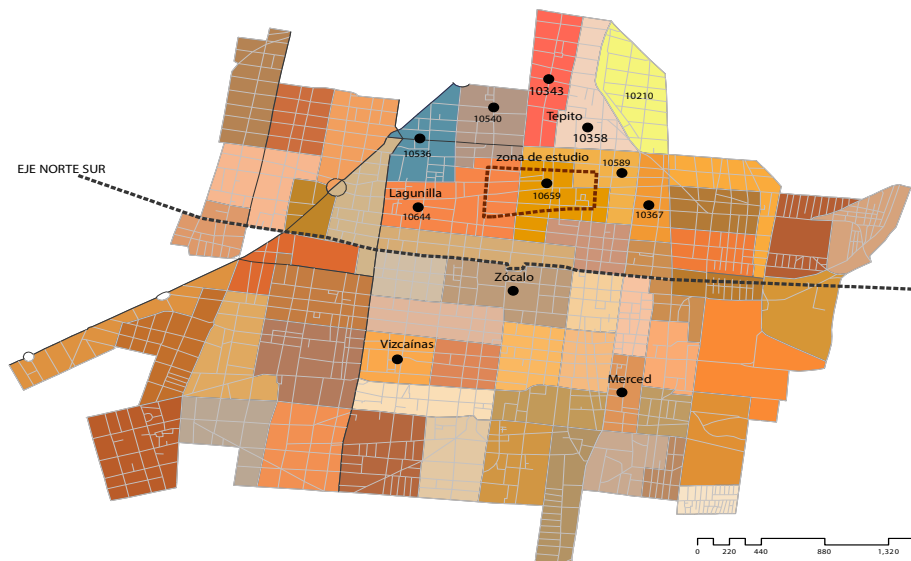 10343
10210
10540
Tepito
10358
10536
zona de estudio
10589
EJE NORTE SUR
10659
Lagunilla
10644
10367
Zócalo
Vizcaínas
Merced
0 220 440 880 1,320